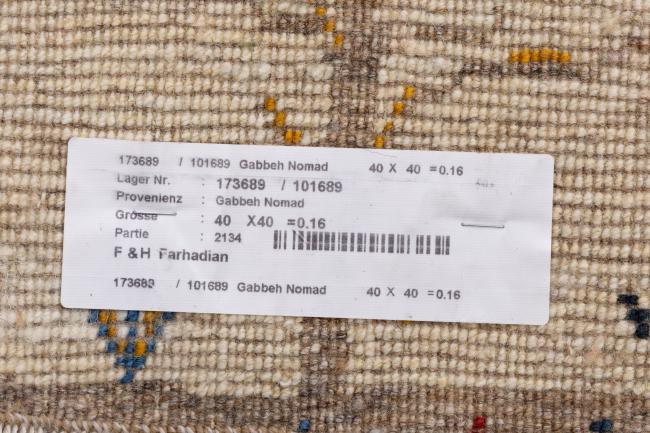 173689 / 101689 Gabbeh Nomad 40 X 40 =0.16
Lager Nr. : 173689 / 101689
Provenienz : Gabbeh Nomad
Grösse : 40 X40 =0.16
Partie : 2134
F & H Farhadian
173689 / 101689 Gabbeh Nomad 40 X 40 =0.16